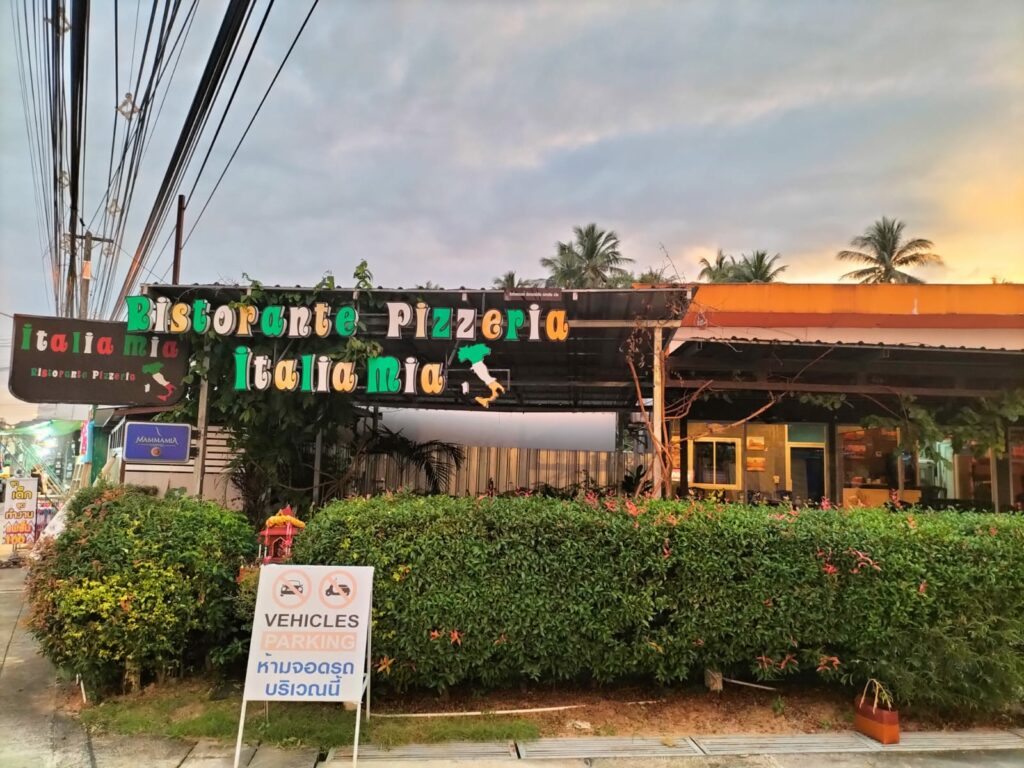 Ristorante Pizzeria
italia Mia
italia Mia
Ristorante Pizzeria
MAMMAMIA
VEHICLES
PARKING
ห้ามจอดรถ
บริเวณนี้